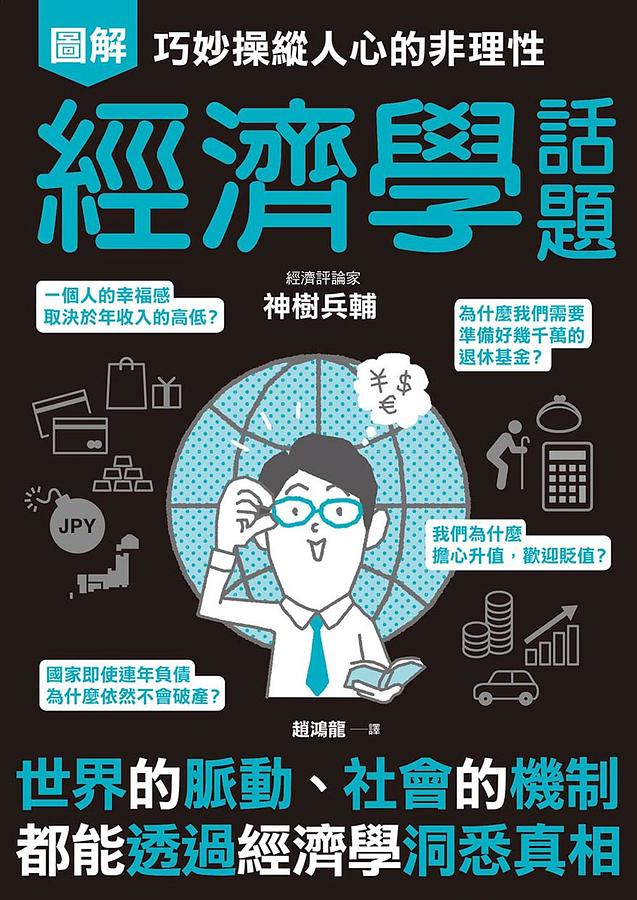 圖解 巧妙操縱人心的非理性
經濟學話題
經濟評論家
神樹兵輔
一個人的幸福感
取決於年收入的高低？
為什麼我們需要
準備好幾千萬的
退休基金？
¥ $
€
JPY
我們為什麼
擔心升值，歡迎貶值？
國家即使連年負債
為什麼依然不會破產？
趙鴻龍──譯
世界的脈動、社會的機制
都能透過經濟學洞悉真相